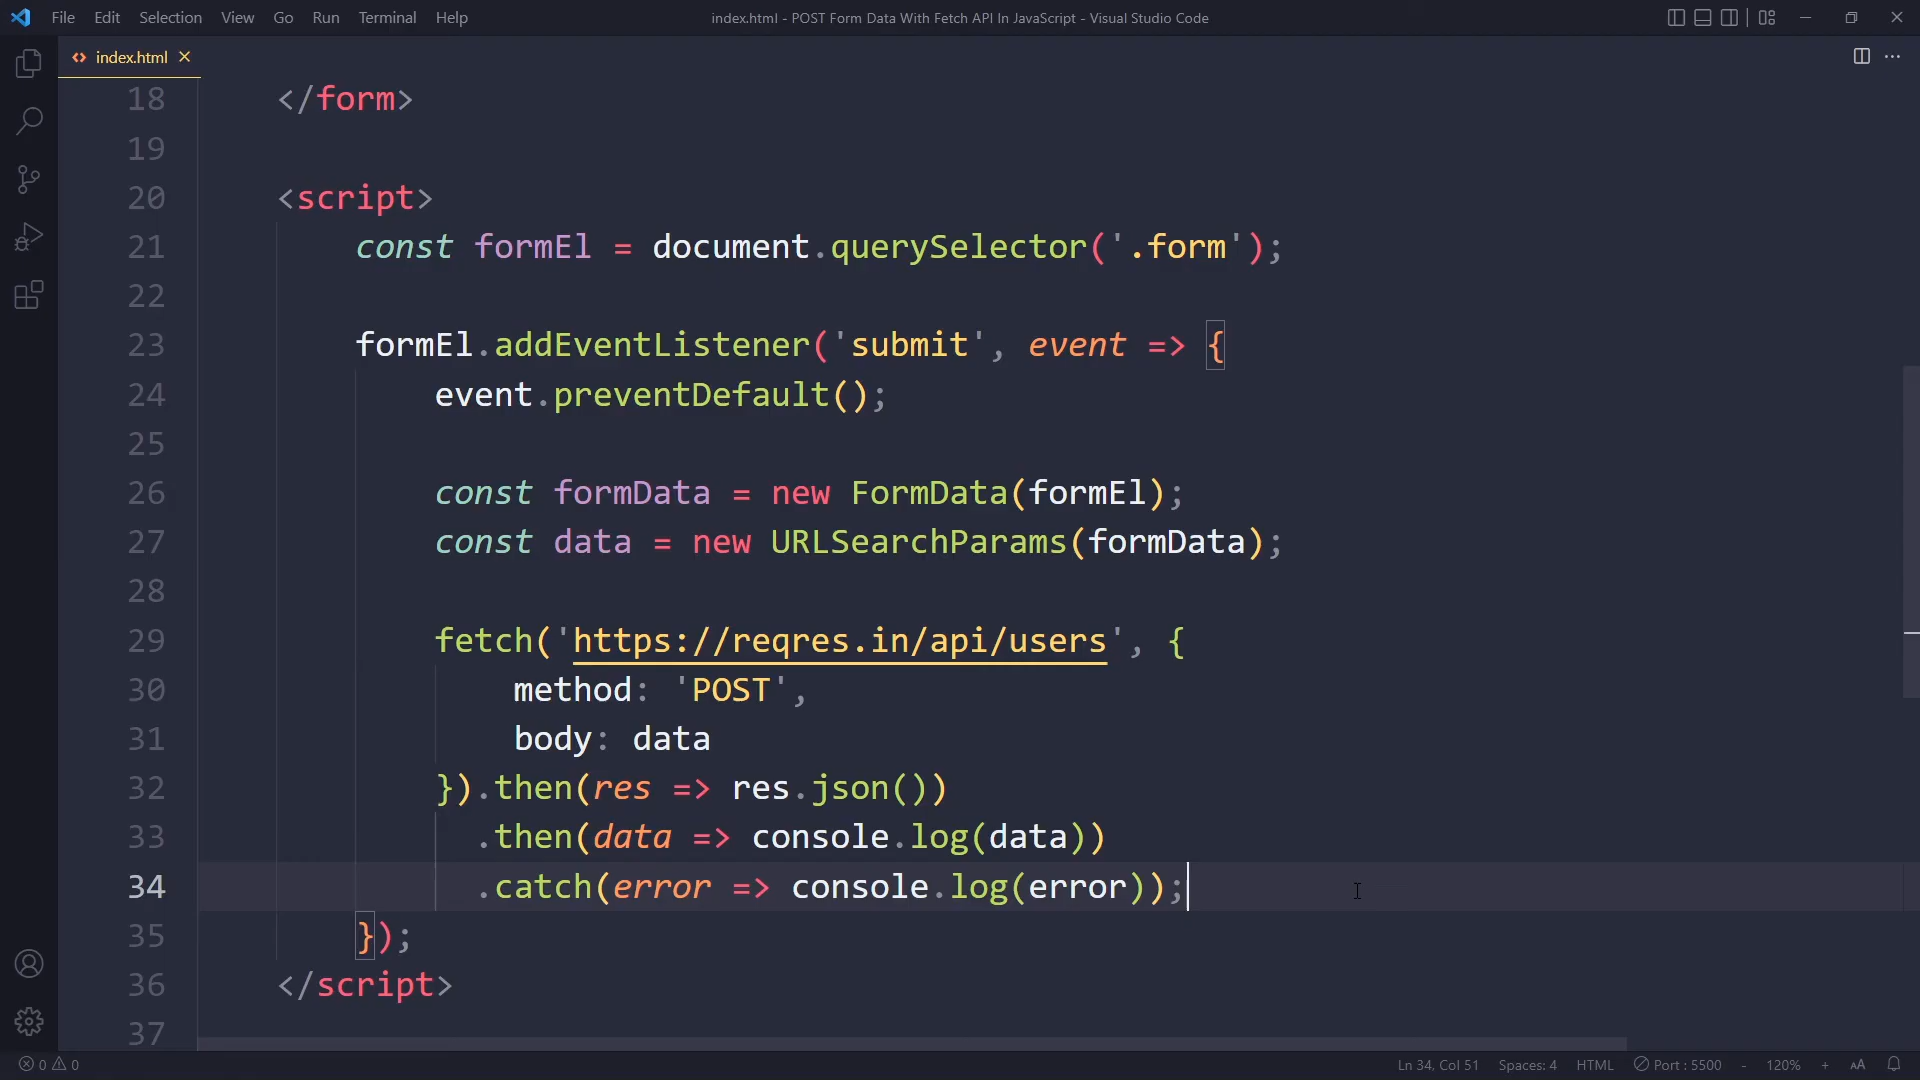 File Edit Selection View Go Run Terminal Help
index.html - POST Form Data With Fetch API In JavaScript - Visual Studio Code
index.html
18 </form>
19
20 <script>
21 const formEl = document.querySelector('.form');
22
23 formEl.addEventListener('submit', event => {
24 event.preventDefault();
25
26 const formData = new FormData(formEl);
27 const data = new URLSearchParams(formData);
28
29 fetch('https://reqres.in/api/users', {
30 method: 'POST',
31 body: data
32 }).then(res => res.json())
33 .then(data => console.log(data))
34 .catch(error => console.log(error));
35 });
36 </script>
37
0 0 Ln 34, Col 51 Spaces: 4 HTML Port : 5500 - 120% + AA